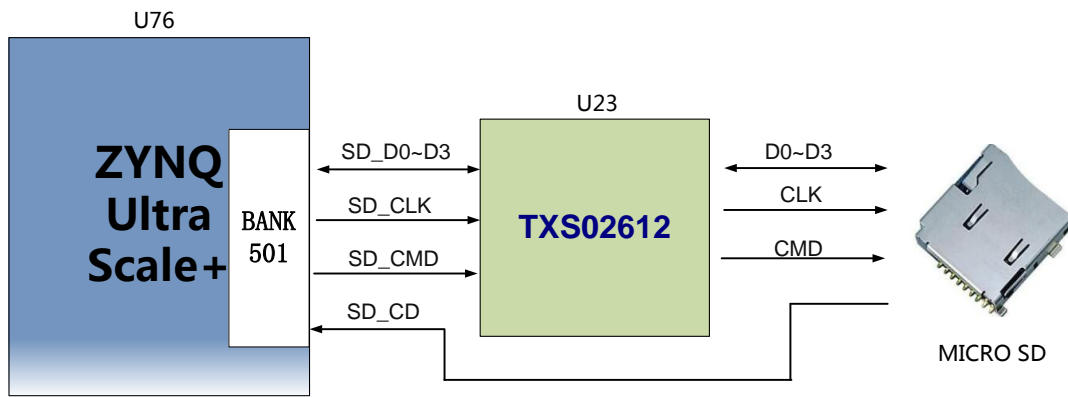 U76
U23
ZYNQ
Ultra
Scale+
BANK
501
SD_D0~D3
SD_CLK
SD_CMD
SD_CD
TXS02612
D0~D3
CLK
CMD
MICRO SD